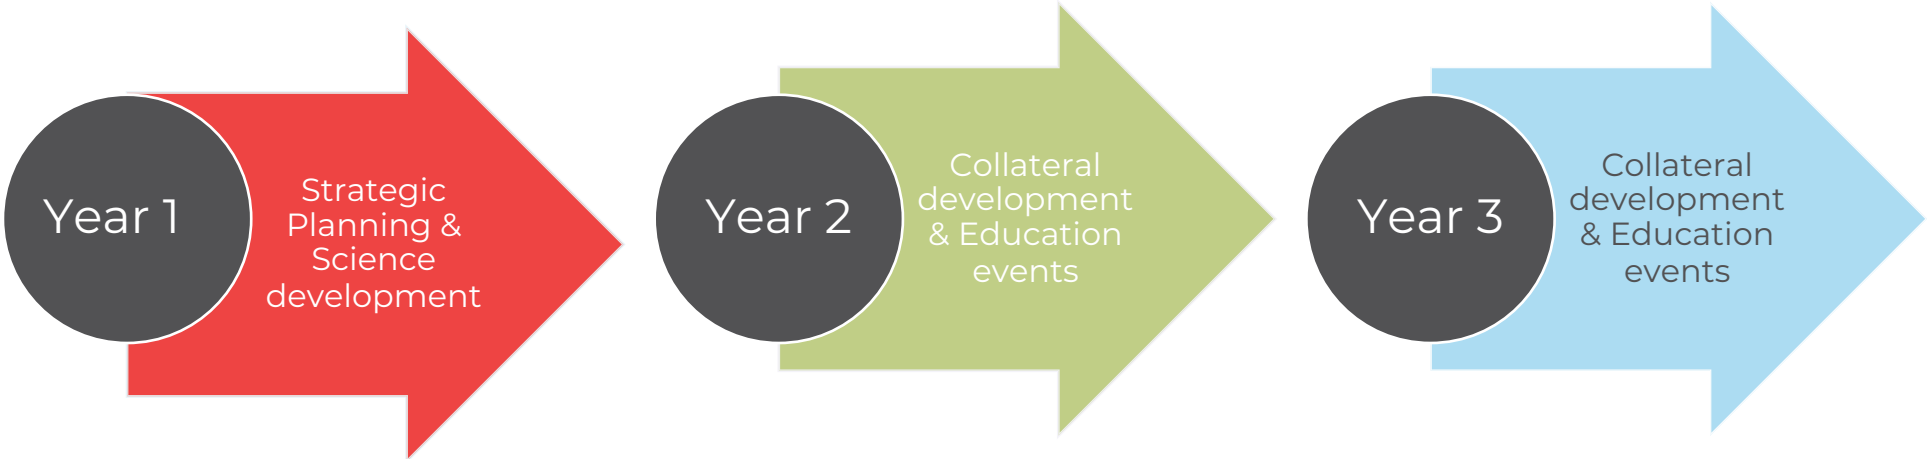 Year 1
Strategic
Planning &
Science
development
Year 2
Collateral
development
& Education
events
Year 3
Collateral
development
& Education
events